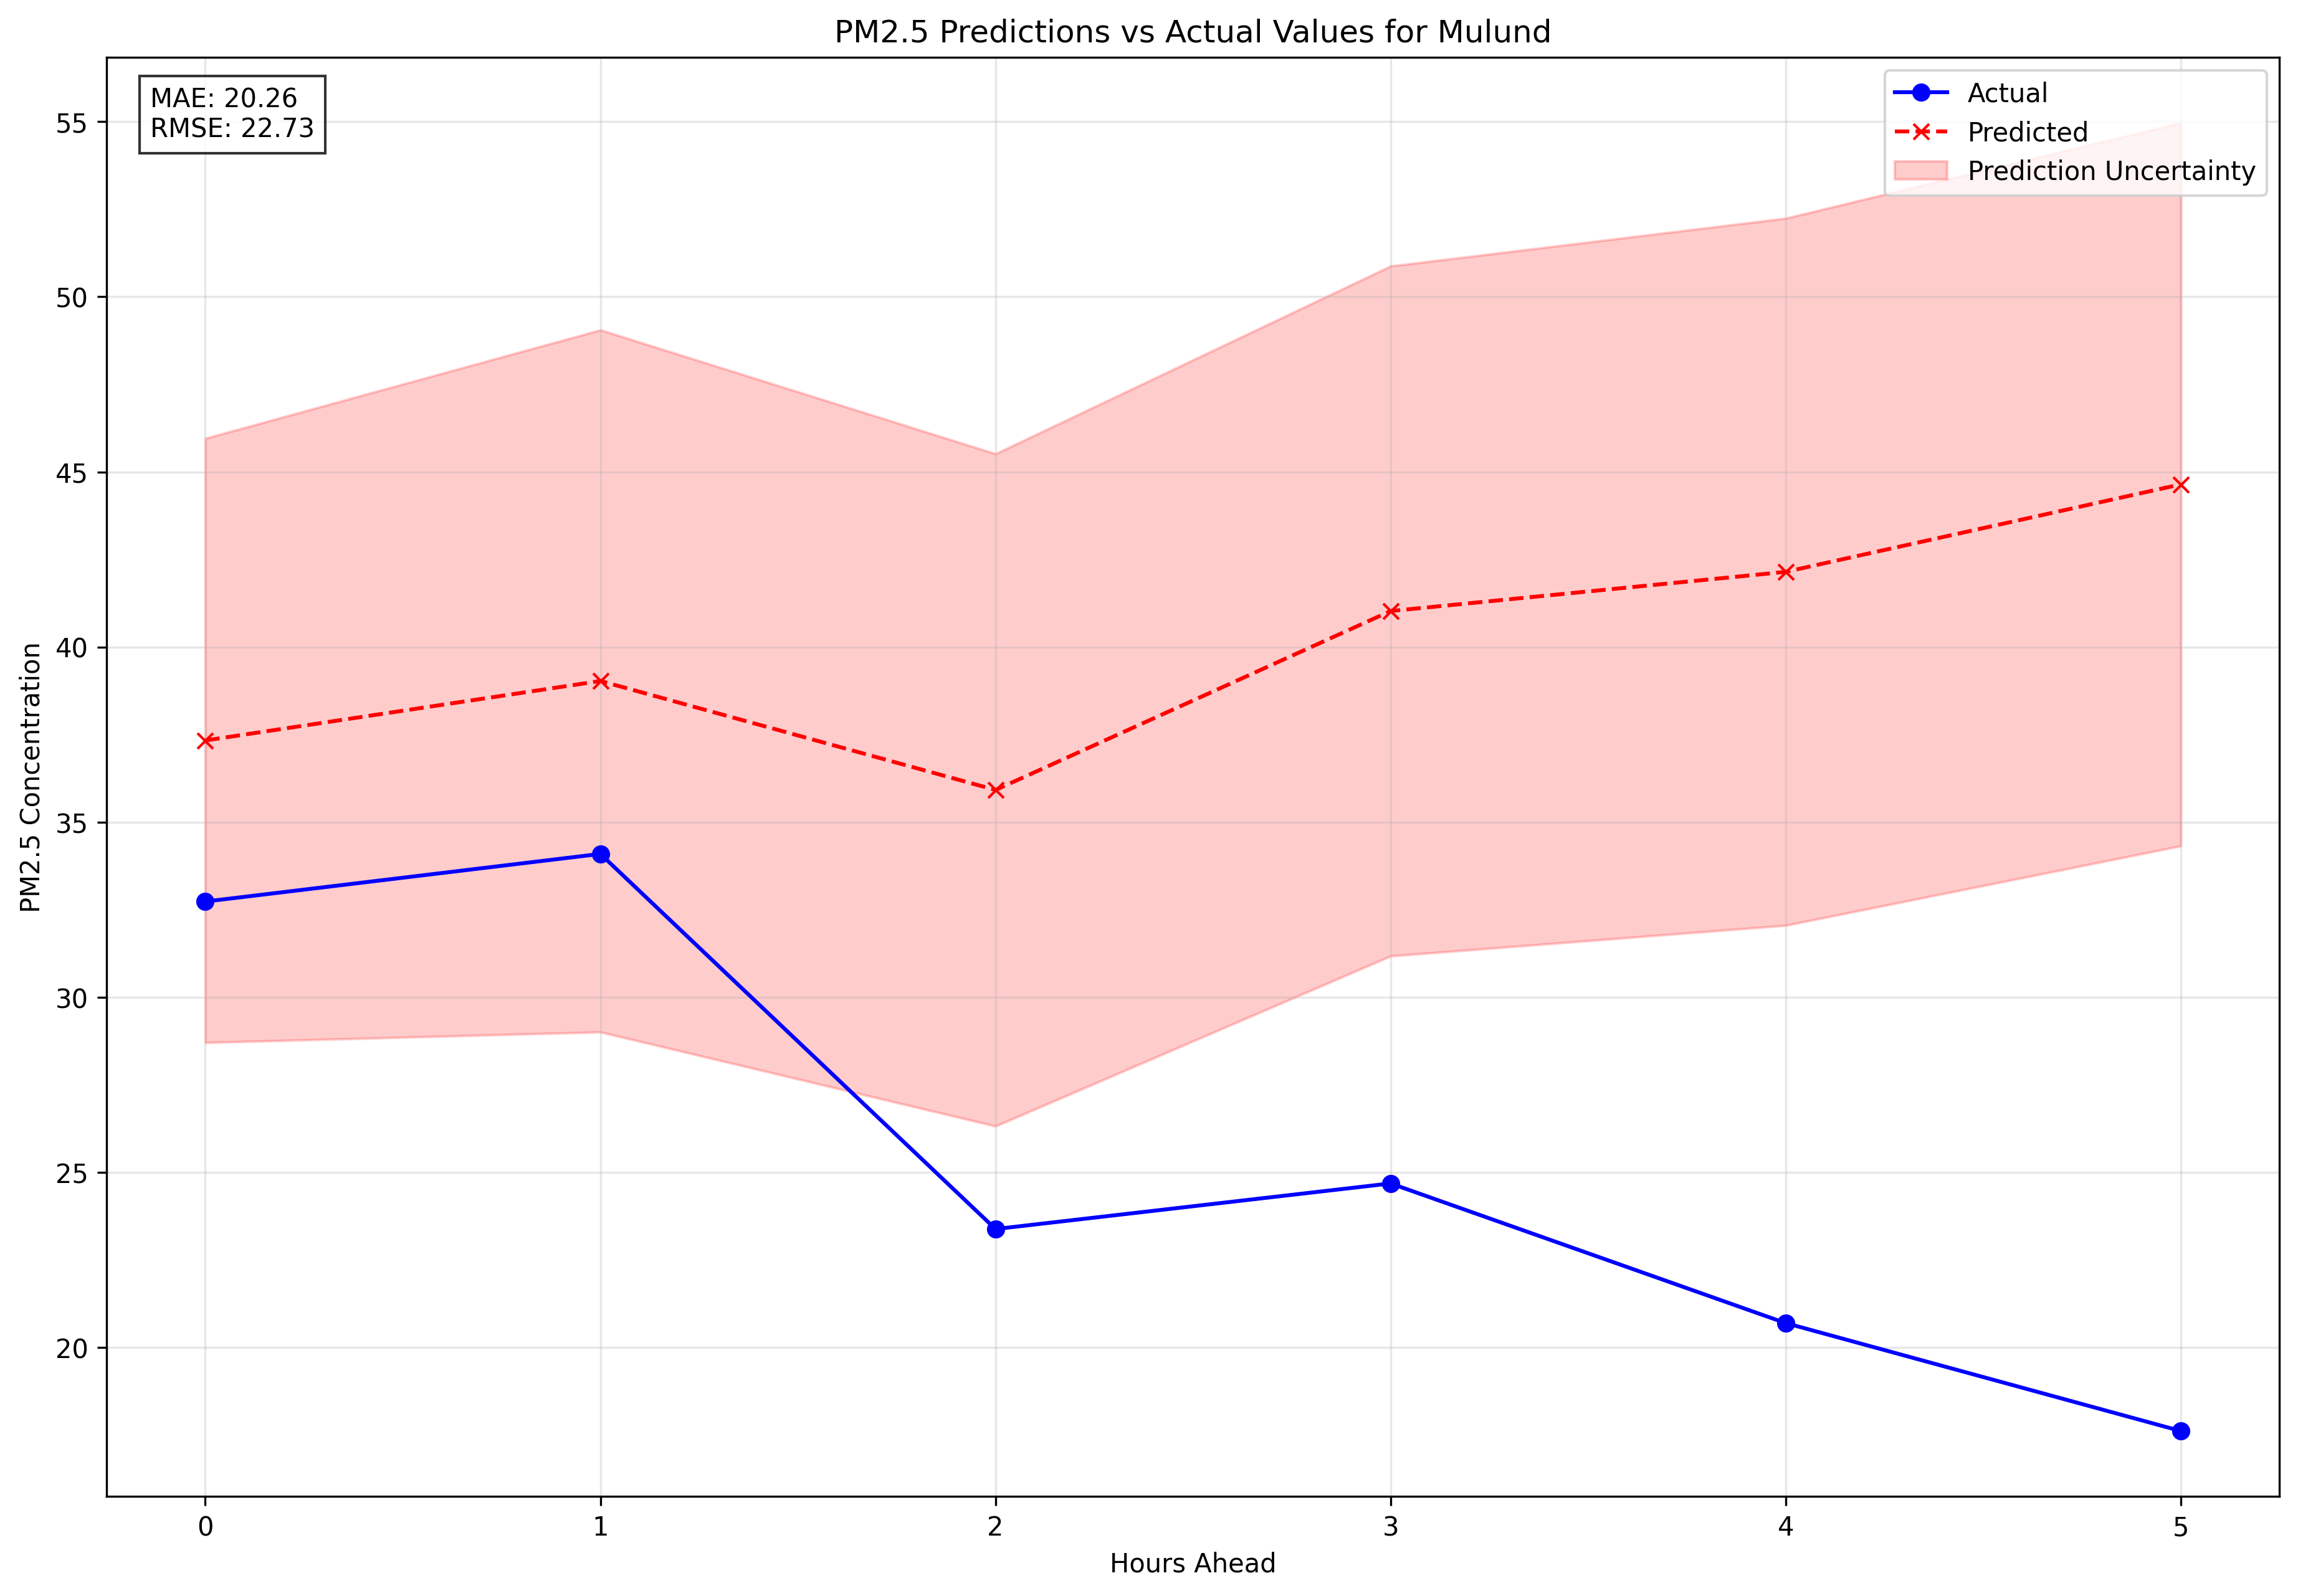 PM2.5 Predictions vs Actual Values for Mulund
MAE: 20.26
RMSE: 22.73
Actual
Predicted
Prediction Uncertainty
55
50
45
40
35
30
25
20
PM2.5 Concentration
0 1 2 3 4 5
Hours Ahead